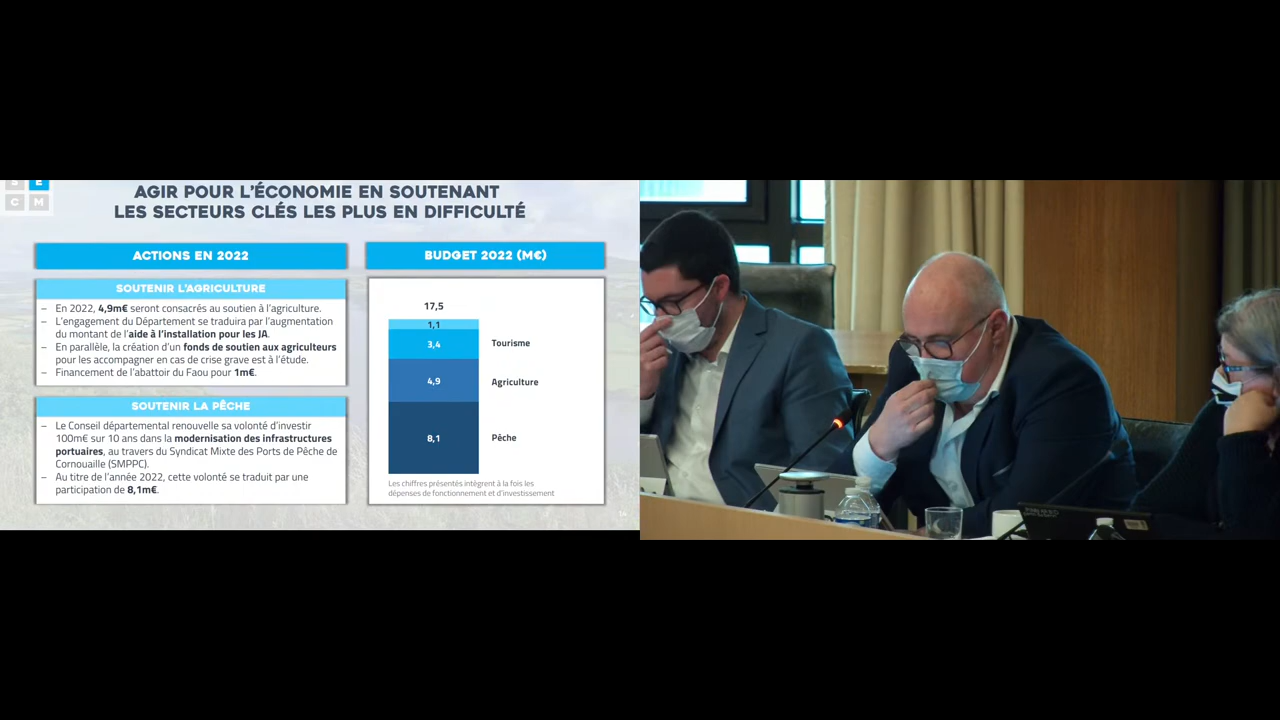 E
C M
AGIR POUR L'ÉCONOMIE EN SOUTENANT
LES SECTEURS CLÉS LES PLUS EN DIFFICULTÉ
ACTIONS EN 2022
SOUTENIR L'AGRICULTURE
– En 2022, 4,9m€ seront consacrés au soutien à l'agriculture.
– L'engagement du Département se traduira par l'augmentation
du montant de l'aide à l'installation pour les JA.
– En parallèle, la création d'un fonds de soutien aux agriculteurs
pour les accompagner en cas de crise grave est à l'étude.
– Financement de l'abattoir du Faou pour 1m€.
SOUTENIR LA PÊCHE
– Le Conseil départemental renouvelle sa volonté d'investir
100m€ sur 10 ans dans la modernisation des infrastructures
portuaires, au travers du Syndicat Mixte des Ports de Pêche de
Cornouaille (SMPPC).
– Au titre de l'année 2022, cette volonté se traduit par une
participation de 8,1m€.
BUDGET 2022 (M€)
17,5
1,1
3,4 Tourisme
4,9 Agriculture
8,1 Pêche
Les chiffres présentés intègrent à la fois les
dépenses de fonctionnement et d'investissement